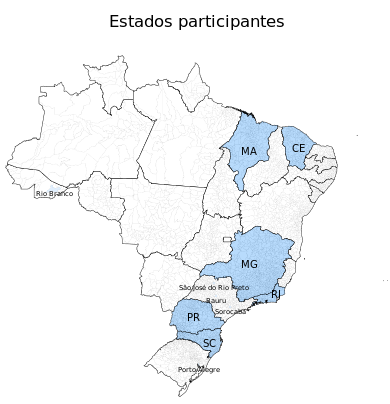 Estados participantes
MA
CE
Rio Branco
MG
São José do Rio Preto
RJ
Bauru
Sorocaba
PR
SC
Porto Alegre